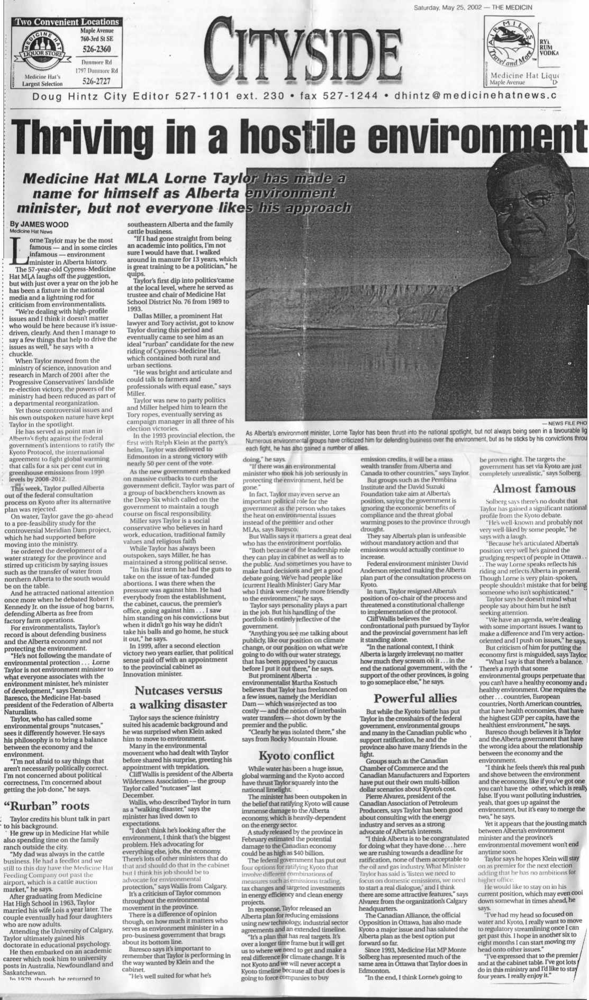 Saturday, May 25, 2002 — THE MEDICIN
Two Convenient Locations
MEDICINE HAT
LIQUOR STORE
Medicine Hat's
Largest Selection
Maple Avenue
760-3rd St SE
526-2360
Dunmore Rd
1797 Dunmore Rd
526-2727
CITYSIDE
AIR MILES
Travel and More
RUM
VODKA
Medicine Hat
Maple Avenue
Doug Hintz City Editor 527-1101 ext. 230 • fax 527-1244 • dhintz@medicinehatnews.c
Thriving in a hostile environment
Medicine Hat MLA Lorne Taylor has made a
name for himself as Alberta environment
minister, but not everyone likes his approach
By JAMES WOOD
Medicine Hat News
Lorne Taylor may be the most
famous — and in some circles
infamous — environment
minister in Alberta history.
The 57-year-old Cypress-Medicine
Hat MLA laughs off the suggestion,
but with just over a year on the job he
has been a fixture in the national
media and a lightning rod for
criticism from environmentalists.
"We're dealing with high-profile
issues and I think it doesn't matter
who would be here because it's issue-
driven, clearly. And then I manage to
say a few things that help to drive the
issues as well," he says with a
chuckle.
When Taylor moved from the
ministry of science, innovation and
research in March of 2001 after the
Progressive Conservatives' landslide
re-election victory, the powers of the
ministry had been reduced as part of
a departmental reorganization.
Yet those controversial issues and
his own outspoken nature have kept
Taylor in the spotlight.
He has served as point man in
Alberta's fight against the federal
government's intentions to ratify the
Kyoto Protocol, the international
agreement to fight global warming
that calls for a six per cent cut in
greenhouse emissions from 1990
levels by 2008-2012.
This week, Taylor pulled Alberta
out of the federal consultation
process on Kyoto after its alternative
plan was rejected.
On water, Taylor gave the go-ahead
to a pre-feasibility study for the
controversial Meridian Dam project,
which he had supported before
moving into the ministry.
He ordered the development of a
water strategy for the province and
stirred up criticism by saying issues
such as the transfer of water from
northern Alberta to the south would
be on the table.
And he attracted national attention
once more when he debated Robert F.
Kennedy Jr. on the issue of hog barns,
defending Alberta as free from
factory farm operations.
For environmentalists, Taylor's
record is about defending business
and the Alberta economy and not
protecting the environment.
"He's not following the mandate of
environmental protection . . . Lorne
Taylor is not environment minister to
what everyone associates with the
environment minister, he's minister
of development," says Dennis
Baresco, the Medicine Hat-based
president of the Federation of Alberta
Naturalists.
Taylor, who has called some
environmental groups "nutcases,"
sees it differently however. He says
his philosophy is to bring a balance
between the economy and the
environment.
"I'm not afraid to say things that
aren't necessarily politically correct.
I'm not concerned about political
correctness, I'm concerned about
getting the job done," he says.
"Rurban" roots
Taylor credits his blunt talk in part
to his background.
He grew up in Medicine Hat while
also spending time on the family
ranch outside the city.
"My dad was always in the cattle
business. He had a feedlot and we
still to this day have the Medicine Hat
Feeding Company out past the
airport, which is a cattle auction
market," he says.
After graduating from Medicine
Hat High School in 1963, Taylor
married his wife Lois a year later. The
couple eventually had four daughters
who are now adults.
Attending the University of Calgary,
Taylor ultimately gained his
doctorate in educational psychology.
He then embarked on an academic
career which took him to university
posts in Australia, Newfoundland and
Saskatchewan.
In 1979, though, he returned to
southeastern Alberta and the family
cattle business.
"If I had gone straight from being
an academic into politics, I'm not
sure I would have that. I walked
around in manure for 13 years, which
is great training to be a politician," he
quips.
Taylor's first dip into politics came
at the local level, where he served as
trustee and chair of Medicine Hat
School District No. 76 from 1989 to
1993.
Dallas Miller, a prominent Hat
lawyer and Tory activist, got to know
Taylor during this period and
eventually came to see him as an
ideal "rurban" candidate for the new
riding of Cypress-Medicine Hat,
which contained both rural and
urban sections.
"He was bright and articulate and
could talk to farmers and
professionals with equal ease," says
Miller.
Taylor was new to party politics
and Miller helped him to learn the
Tory ropes, eventually serving as
campaign manager in all three of his
election victories.
In the 1993 provincial election, the
first with Ralph Klein at the party's
helm, Taylor was delivered to
Edmonton in a strong victory with
nearly 50 per cent of the vote.
As the new government embarked
on massive cutbacks to curb the
government deficit, Taylor was part of
a group of backbenchers known as
the Deep Six which called on the
government to maintain a tough
course on fiscal responsibility.
Miller says Taylor is a social
conservative who believes in hard
work, education, traditional family
values and religious faith
While Taylor has always been
outspoken, says Miller, he has
maintained a strong political sense.
"In his first term he had the guts to
take on the issue of tax-funded
abortions. I was there when the
pressure was against him. He had
everybody from the establishment,
the cabinet, caucus, the premier's
office, going against him . . . I saw
him standing on his convictions but
when it didn't go his way he didn't
take his balls and go home, he stuck
it out," he says.
In 1999, after a second election
victory two years earlier, that political
sense paid off with an appointment
to the provincial cabinet as
Innovation minister.
Nutcases versus
a walking disaster
Taylor says the science ministry
suited his academic background and
he was surprised when Klein asked
him to move to environment.
Many in the environmental
movement who had dealt with Taylor
before shared his surprise, greeting his
appointment with trepidation.
Cliff Wallis is president of the Alberta
Wilderness Association -- the group
Taylor called "nutcases" last
December.
Wallis, who described Taylor in turn
as a "walking disaster," says the
minister has lived down to
expectations.
"I don't think he's looking after the
environment, I think that's the biggest
problem. He's advocating for
everything else, jobs, the economy.
There's lots of other ministers that do
that and should do that in the cabinet
but I think his job should be to
advocate for environmental
protection," says Wallis from Calgary.
It's a criticism of Taylor common
throughout the environmental
movement in the province.
There is a difference of opinion
though, on how much it matters who
serves as environment minister in a
pro-business government that brags
about its bottom line.
Baresco says it's important to
remember that Taylor is performing in
the way wanted by Klein and the
cabinet.
"He's well suited for what he's
— NEWS FILE PHO
As Alberta's environment minister, Lorne Taylor has been thrust into the national spotlight, but not always being seen in a favourable lig
Numerous environmental groups have criticized him for defending business over the environment, but as he sticks by his convictions throu
each fight, he has also gained a number of allies.
doing," he says.
"If there was an environmental
minister who took his job seriously in
protecting the environment, he'd be
gone."
In fact, Taylor may even serve an
important political role for the
government as the person who takes
the heat on environmental issues
instead of the premier and other
MLAs, says Baresco.
But Wallis says it matters a great deal
who has the environment portfolio.
"Both because of the leadership role
they can play in cabinet as well as to
the public. And sometimes you have to
make hard decisions and get a good
debate going. We've had people like
(current Health Minister) Gary Mar
who I think were clearly more friendly
to the environment," he says.
Taylor says personality plays a part
in the job. But his handling of the
portfolio is entirely reflective of the
government.
"Anything you see me talking about
publicly, like our position on climate
change, or our position on what we're
going to do with our water strategy,
that has been approved by caucus
before I put it out there," he says.
But prominent Alberta
environmentalist Martha Kostuch
believes that Taylor has freelanced on
a few issues, namely the Meridian
Dam — which was rejected as too
costly — and the notion of interbasin
water transfers — shot down by the
premier and the public.
"Clearly he was isolated there," she
says from Rocky Mountain House.
Kyoto conflict
While water has been a huge issue,
global warming and the Kyoto accord
have thrust Taylor squarely into the
national limelight.
The minister has been outspoken in
the belief that ratifying Kyoto will cause
immense damage to the Alberta
economy, which is heavily-dependent
on the energy sector.
A study released by the province in
February estimated the potential
damage to the Canadian economy
could be as high as $40 billion.
The federal government has put out
four options for ratifying Kyoto that
involve different combinations of
measures such as emissions trading,
tax changes and targeted investments
in energy efficiency and clean energy
projects.
In response, Taylor released an
Alberta plan for reducing emissions
using new technology, industrial sector
agreements and an extended timeline.
"It's a plan that has real targets. It's
over a longer time frame but it will get
us to where we need to get and make a
real difference for climate change. It is
not Kyoto and we will never accept a
Kyoto timeline because all that does is
going to force companies to buy
emission credits, it will be a mass
wealth transfer from Alberta and
Canada to other countries," says Taylor.
But groups such as the Pembina
Institute and the David Suzuki
Foundation take aim at Alberta's
position, saying the government is
ignoring the economic benefits of
compliance and the threat global
warming poses to the province through
drought.
They say Alberta's plan is unfeasible
without mandatory action and that
emissions would actually continue to
increase.
Federal environment minister David
Anderson rejected making the Alberta
plan part of the consultation process on
Kyoto.
In turn, Taylor resigned Alberta's
position of co-chair of the process and
threatened a constitutional challenge
to implementation of the protocol.
Cliff Wallis believes the
confrontational path pursued by Taylor
and the provincial government has left
it standing alone.
"In the national context, I think
Alberta is largely irrelevant no matter
how much they scream on it . . . in the
end the national government, with the
support of the other provinces, is going
to go someplace else," he says.
Powerful allies
But while the Kyoto battle has put
Taylor in the crosshairs of the federal
government, environmental groups
and many in the Canadian public who
support ratification, he and the
province also have many friends in the
fight.
Groups such as the Canadian
Chamber of Commerce and the
Canadian Manufacturers and Exporters
have put out their own multi-billion
dollar scenarios about Kyoto's cost.
Pierre Alvarez, president of the
Canadian Association of Petroleum
Producers, says Taylor has been good
about consulting with the energy
industry and serves as a strong
advocate of Alberta's interests.
"I think Alberta is to be congratulated
for doing what they have done . . . here
we are rushing towards a deadline for
ratification, none of them acceptable to
the oil and gas industry. What Minister
Taylor has said is 'listen we need to
focus on domestic emissions, we need
to start a real dialogue,' and I think
there are some attractive features," says
Alvarez from the organization's Calgary
headquarters.
The Canadian Alliance, the official
Opposition in Ottawa, has also made
Kyoto a major issue and has saluted the
Alberta plan as the best option put
forward so far.
Since 1993, Medicine Hat MP Monte
Solberg has represented much of the
same area in Ottawa that Taylor does in
Edmonton.
"In the end, I think Lorne's going to
be proven right. The targets the
government has set via Kyoto are just
completely unrealistic," says Solberg.
Almost famous
Solberg says there's no doubt that
Taylor has gained a significant national
profile from the Kyoto debate.
"He's well-known and probably not
very well-liked by some people," he
says with a laugh.
"Because he's articulated Alberta's
position very well he's gained the
grudging respect of people in Ottawa . .
. . The way Lorne speaks reflects his
riding and reflects Alberta in general.
Though Lorne is very plain-spoken,
people shouldn't mistake that for being
someone who isn't sophisticated."
Taylor says he doesn't mind what
people say about him but he isn't
seeking attention.
"We have an agenda, we're dealing
with some important issues. I want to
make a difference and I'm very action-
oriented and I push on issues," he says.
But criticism of him for putting the
economy first is misguided, says Taylor.
"What I say is that there's a balance.
There's a myth that some
environmental groups perpetuate that
you can't have a healthy economy and a
healthy environment. One requires the
other . . . countries, European
countries, North American countries,
that have health economies, that have
the highest GDP per capita, have the
healthiest environment," he says.
Baresco though believes it is Taylor
and the Alberta government that have
the wrong idea about the relationship
between the economy and the
environment.
"I think he feels there's this real push
and shove between the environment
and the economy, like if you've got one
you can't have the other, which is really
false. If you want polluting industries,
yeah, that goes up against the
environment, but it's easy to merge the
two," he says.
Yet it appears that the jousting match
between Alberta's environment
minister and the province's
environmental movement won't end
anytime soon.
Taylor says he hopes Klein will stay
on as premier for the next election
adding that he has no ambitions for
higher office.
He would like to stay on in his
current position, which may even cool
down somewhat in times ahead, he
says.
"I've had my head so focused on
water and Kyoto, I really want to move
to regulatory streamlining once I can
get past this. I hope in another six to
eight months I can start moving my
head onto other issues."
"I've expressed that to the premier
and at the cabinet table. I've got lots
do in this ministry and I'd like to stay
four years. I really enjoy it."